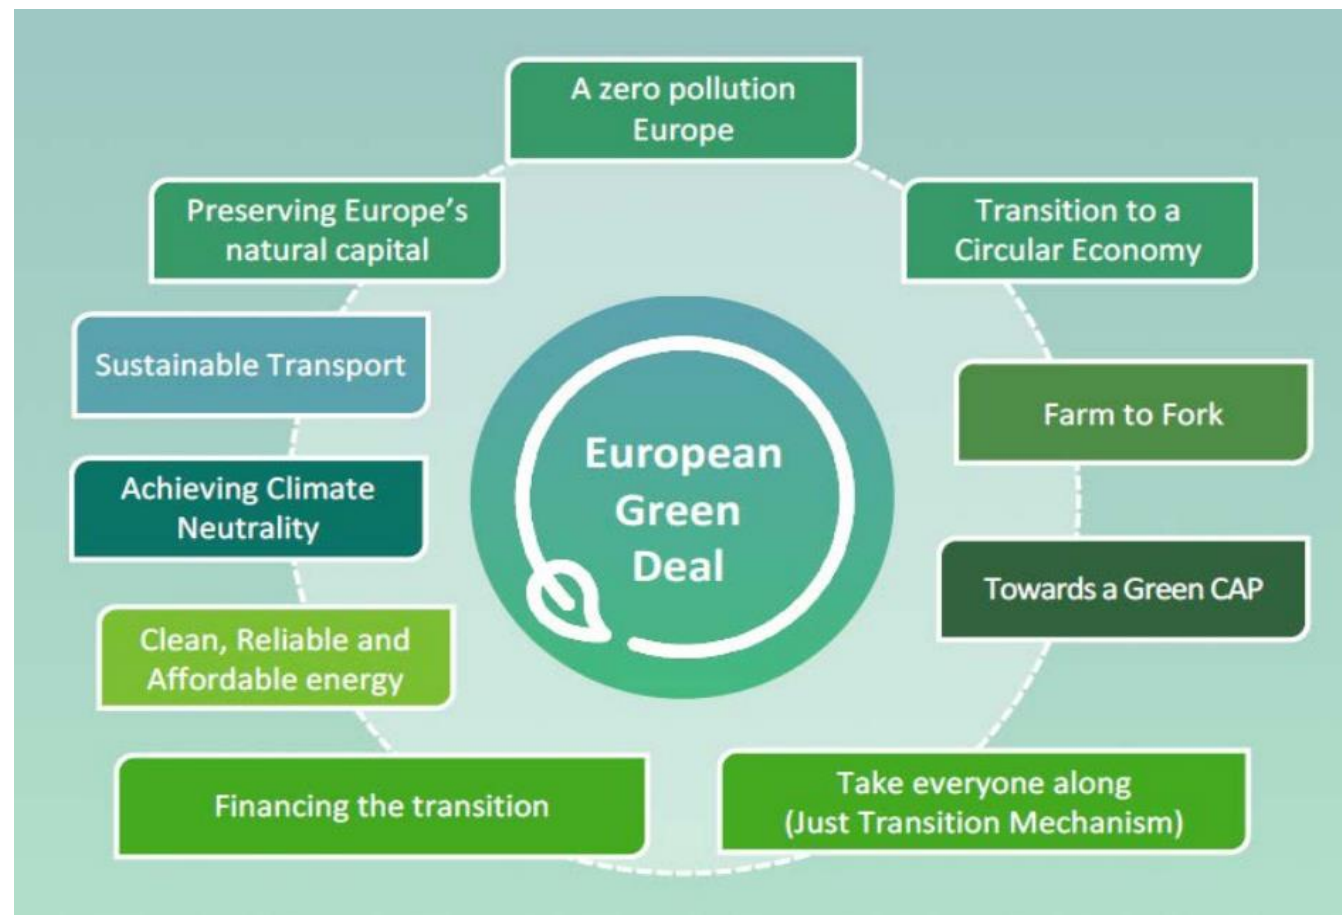 A zero pollution
Europe
Preserving Europe's
natural capital
Transition to a
Circular Economy
Sustainable Transport
Farm to Fork
European
Green
Deal
Achieving Climate
Neutrality
Towards a Green CAP
Clean, Reliable and
Affordable energy
Financing the transition
Take everyone along
(Just Transition Mechanism)